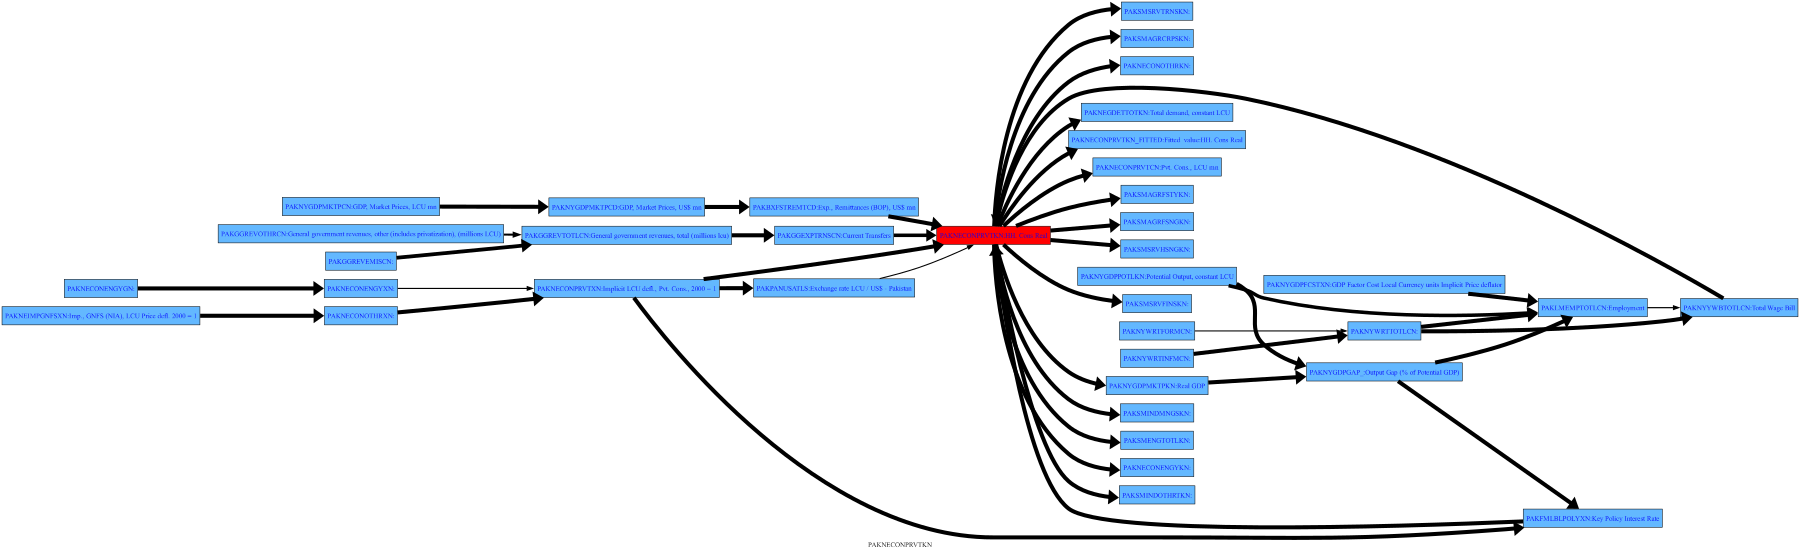 PAKSMSRVTRNSKN:
PAKSMAGRCRPSKN:
PAKNECONOTHRKN:
PAKNEGDETTOTKN:Total demand, constant LCU
PAKNECONPRVTKN_FITTED:Fitted value:HH. Cons Real
PAKNECONPRVTCN:Pvt. Cons., LCU mn
PAKSMAGRFSTYKN:
PAKNYGDPMKTPCN:GDP, Market Prices, LCU mn
PAKNYGDPMKTPCD:GDP, Market Prices, US$ mn
PAKBXFSTREMTCD:Exp., Remittances (BOP), US$ mn
PAKSMAGRFSNGKN:
PAKGGREVOTHRCN:General government revenues, other (includes privatization), (millions LCU)
PAKGGREVTOTLCN:General government revenues, total (millions lcu)
PAKGGEXPTRNSCN:Current Transfers
PAKNECONPRVTKN:HH. Cons Real
PAKSMSRVHSNGKN:
PAKGGREVEMISCN:
PAKNYGDPPOTLKN:Potential Output, constant LCU
PAKNYGDPFCSTXN:GDP Factor Cost Local Currency units Implicit Price deflator
PAKNECONENGYGN:
PAKNECONENGYXN:
PAKNECONPRVTXN:Implicit LCU defl., Pvt. Cons., 2000 = 1
PAKPANUSATLS:Exchange rate LCU / US$ - Pakistan
PAKSMSRVFINSKN:
PAKLMEMPTOTLCN:Employment
PAKNYYWBTOTLCN:Total Wage Bill
PAKNEIMPGNFSXN:Imp., GNFS (NIA), LCU Price defl. 2000 = 1
PAKNECONOTHRXN:
PAKNYWRTFORMCN:
PAKNYWRTTOTLCN:
PAKNYWRTINFMCN:
PAKNYGDPGAP_:Output Gap (% of Potential GDP)
PAKNYGDPMKTPKN:Real GDP
PAKSMINDMNGSKN:
PAKSMENGTOTLKN:
PAKNECONENGYKN:
PAKSMINDOTHRTKN:
PAKFMLBLPOLYXN:Key Policy Interest Rate
PAKNECONPRVTKN